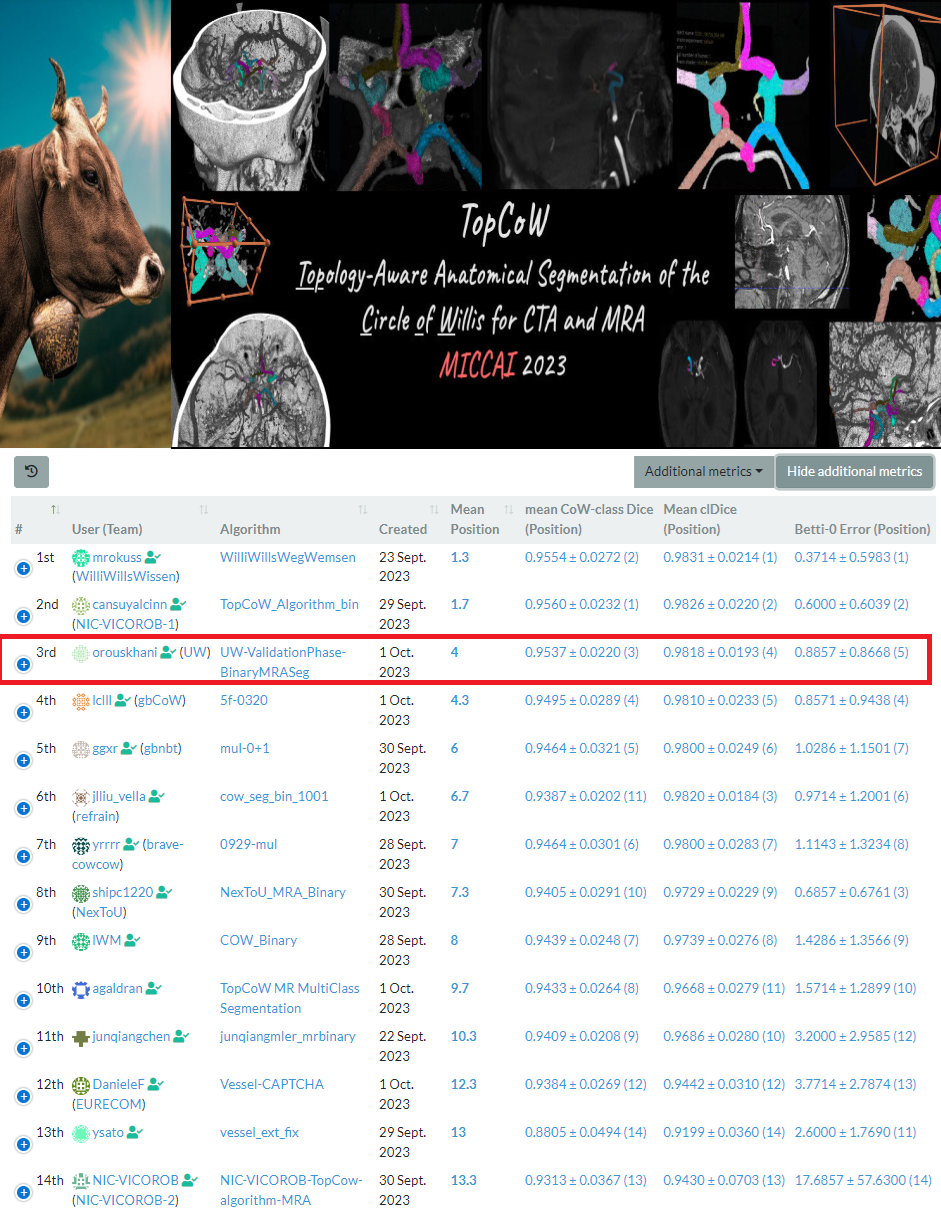 TopCoW
Topology-Aware Anatomical Segmentation of the
Circle of Willis for CTA and MRA
MICCAI 2023
Additional metrics Hide additional metrics
# User (Team) Algorithm Created Mean Position mean CoW-class Dice (Position) Mean clDice (Position) Betti-0 Error (Position)
1st mrokuss (WilliWillsWissen) WilliWillsWegWemsen 23 Sept. 2023 1.3 0.9554 ± 0.0272 (2) 0.9831 ± 0.0214 (1) 0.3714 ± 0.5983 (1)
2nd cansuyalcinn (NIC-VICOROB-1) TopCoW_Algorithm_bin 29 Sept. 2023 1.7 0.9560 ± 0.0232 (1) 0.9826 ± 0.0220 (2) 0.6000 ± 0.6039 (2)
3rd orouskhani (UW) UW-ValidationPhase-BinaryMRASeg 1 Oct. 2023 4 0.9537 ± 0.0220 (3) 0.9818 ± 0.0193 (4) 0.8857 ± 0.8668 (5)
4th lclll (gbCoW) 5f-0320 1 Oct. 2023 4.3 0.9495 ± 0.0289 (4) 0.9810 ± 0.0233 (5) 0.8571 ± 0.9438 (4)
5th ggxr (gbnbt) mul-0+1 30 Sept. 2023 6 0.9464 ± 0.0321 (5) 0.9800 ± 0.0249 (6) 1.0286 ± 1.1501 (7)
6th jlliu_vella (refrain) cow_seg_bin_1001 1 Oct. 2023 6.7 0.9387 ± 0.0202 (11) 0.9820 ± 0.0184 (3) 0.9714 ± 1.2001 (6)
7th yrrrr (brave-cowcow) 0929-mul 28 Sept. 2023 7 0.9464 ± 0.0301 (6) 0.9800 ± 0.0283 (7) 1.1143 ± 1.3234 (8)
8th shipc1220 (NexToU) NexToU_MRA_Binary 30 Sept. 2023 7.3 0.9405 ± 0.0291 (10) 0.9729 ± 0.0229 (9) 0.6857 ± 0.6761 (3)
9th IWM COW_Binary 28 Sept. 2023 8 0.9439 ± 0.0248 (7) 0.9739 ± 0.0276 (8) 1.4286 ± 1.3566 (9)
10th agaldran TopCoW MR MultiClass Segmentation 1 Oct. 2023 9.7 0.9433 ± 0.0264 (8) 0.9668 ± 0.0279 (11) 1.5714 ± 1.2899 (10)
11th junqiangchen junqiangmler_mrbinary 22 Sept. 2023 10.3 0.9409 ± 0.0208 (9) 0.9686 ± 0.0280 (10) 3.2000 ± 2.9585 (12)
12th DanieleF (EURECOM) Vessel-CAPTCHA 1 Oct. 2023 12.3 0.9384 ± 0.0269 (12) 0.9442 ± 0.0310 (12) 3.7714 ± 2.7874 (13)
13th ysato vessel_ext_fix 29 Sept. 2023 13 0.8805 ± 0.0494 (14) 0.9199 ± 0.0360 (14) 2.6000 ± 1.7690 (11)
14th NIC-VICOROB (NIC-VICOROB-2) NIC-VICOROB-TopCow-algorithm-MRA 30 Sept. 2023 13.3 0.9313 ± 0.0367 (13) 0.9430 ± 0.0703 (13) 17.6857 ± 57.6300 (14)